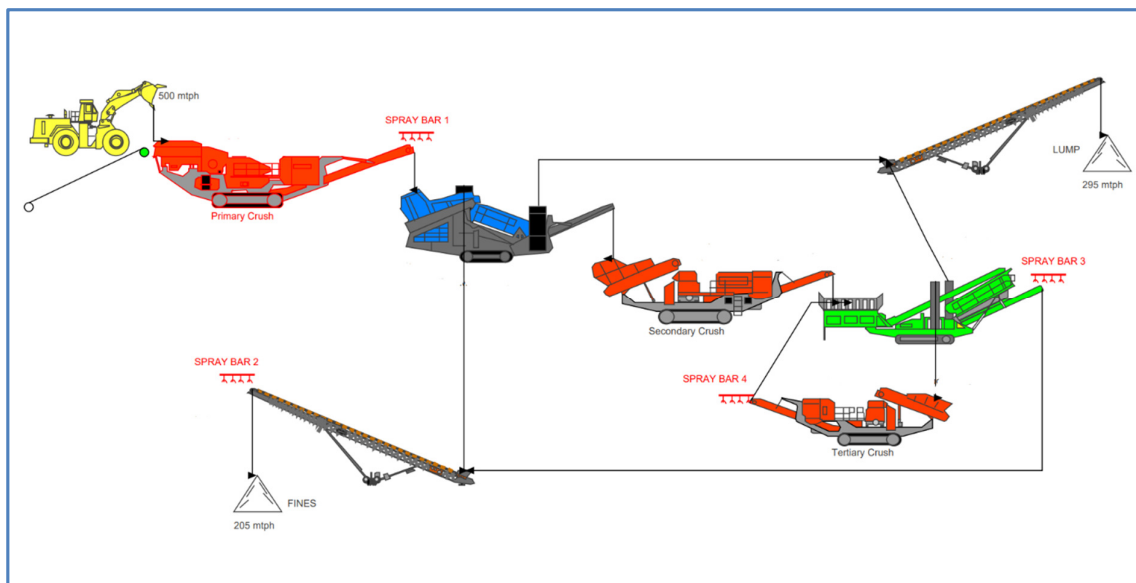 500 mtph
SPRAY BAR 1
Primary Crush
LUMP
295 mtph
SPRAY BAR 3
Secondary Crush
SPRAY BAR 2
SPRAY BAR 4
Tertiary Crush
FINES
205 mtph